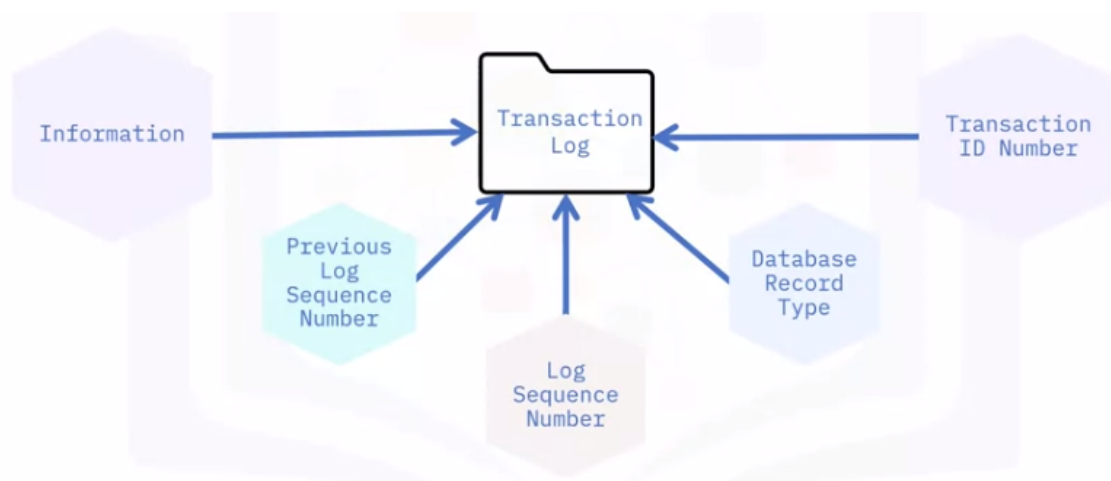 Information
Transaction
Log
Transaction
ID Number
Previous
Log
Sequence
Number
Database
Record
Type
Log
Sequence
Number